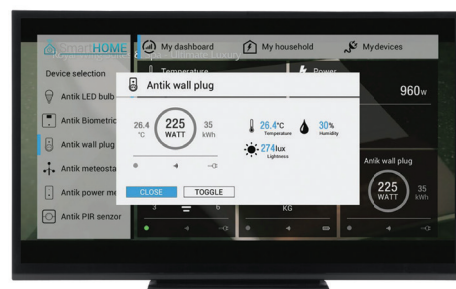 SmartHOME
My dashboard
My household
My devices
Device selection
Temperature
Power
Antik LED bulb
Antik Biometric
Antik wall plug
Antik meteosta
Antik power me
Antik PIR senzor
960w
Antik wall plug
26.4 °C
225 WATT
35 kWh
26.4°C Temperature
30% Humidity
274lux Lightness
CLOSE
TOGGLE
Antik wall plug
225 WATT
35 kWh
3
6
KG